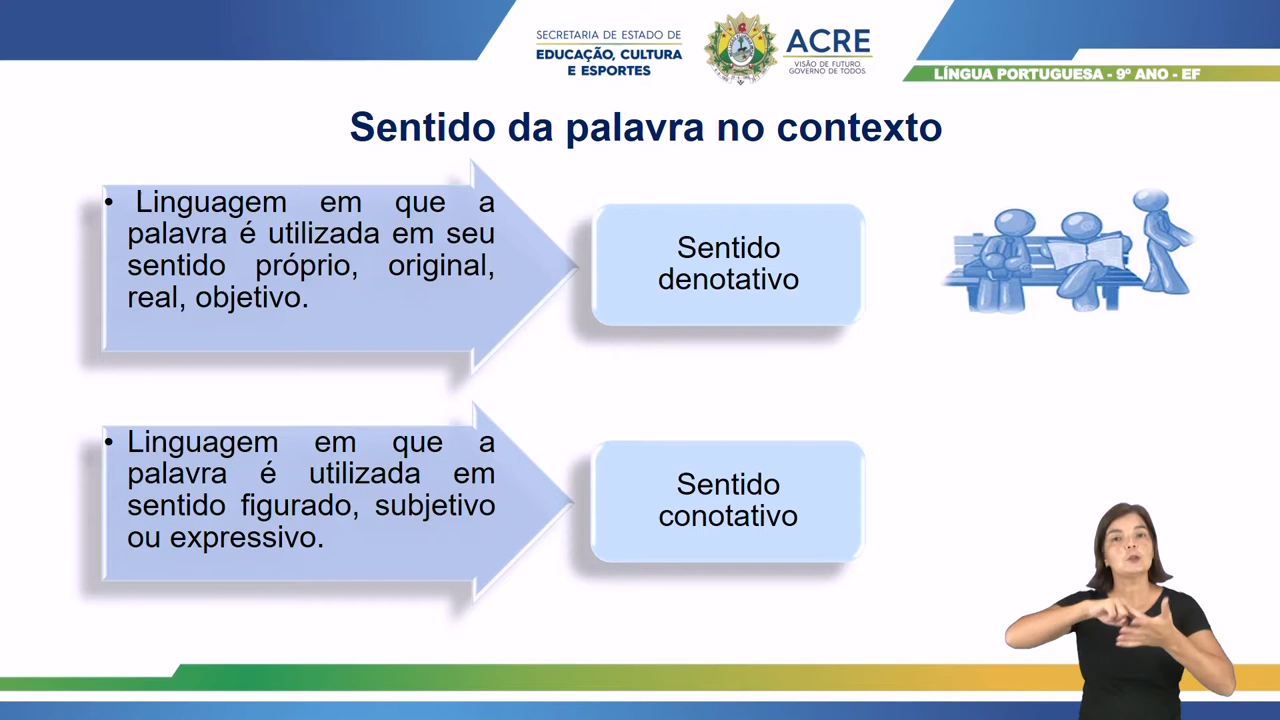 SECRETARIA DE ESTADO DE
EDUCAÇÃO, CULTURA
E ESPORTES
ACRE
VISÃO DE FUTURO
GOVERNO DE TODOS
LÍNGUA PORTUGUESA - 9º ANO - EF
Sentido da palavra no contexto
• Linguagem em que a
palavra é utilizada em seu
sentido próprio, original,
real, objetivo.
Sentido
denotativo
• Linguagem em que a
palavra é utilizada em
sentido figurado, subjetivo
ou expressivo.
Sentido
conotativo